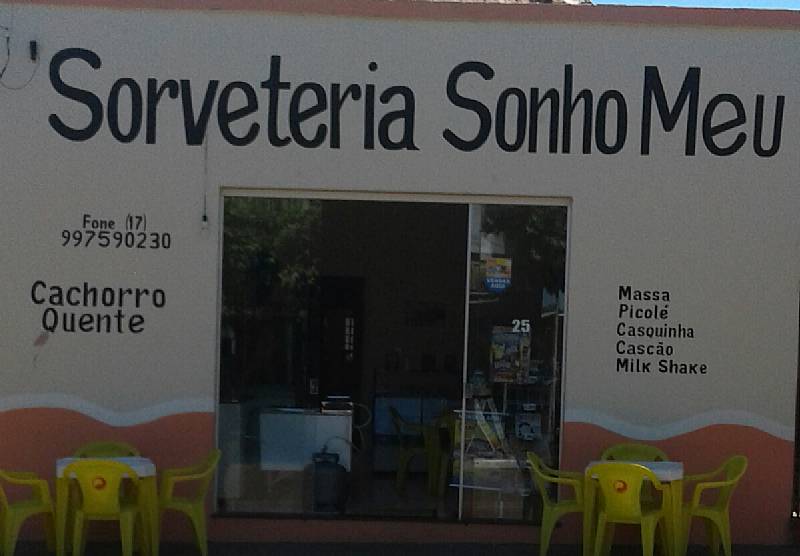 Sorveteria Sonho Meu
Fone (17)
997590230
Cachorro
Quente
25
Massa
Picolé
Casquinha
Cascão
Milk Shake